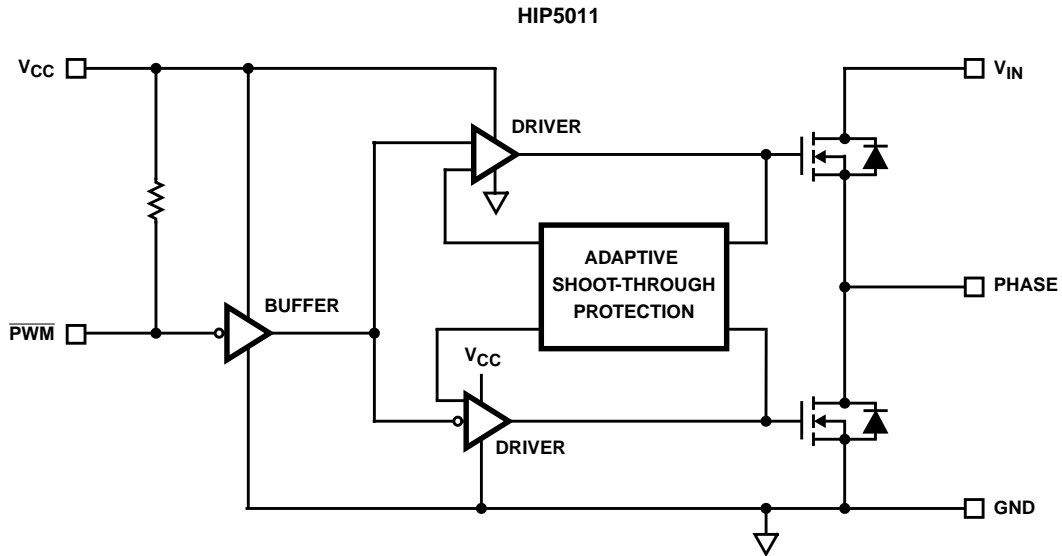 HIP5011
VCC
VIN
DRIVER
ADAPTIVE
SHOOT-THROUGH
PROTECTION
PHASE
BUFFER
PWM
VCC
DRIVER
GND